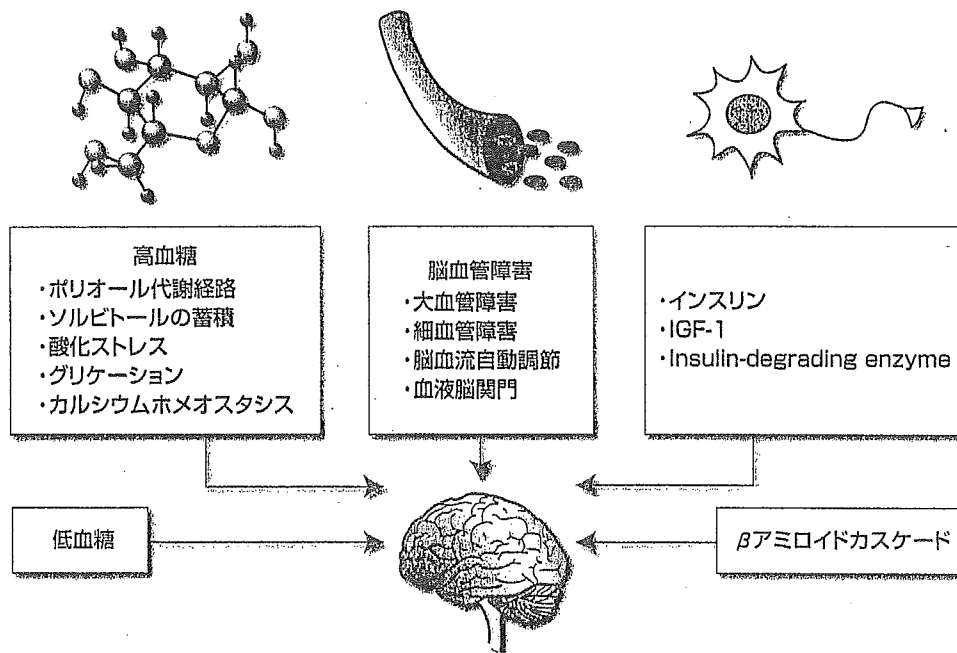 高血糖
・ポリオール代謝経路
・ソルビトールの蓄積
・酸化ストレス
・グリケーション
・カルシウムホメオスタシス
脳血管障害
・大血管障害
・細血管障害
・脳血流自動調節
・血液脳関門
・インスリン
・IGF-1
・Insulin-degrading enzyme
低血糖
βアミロイドカスケード